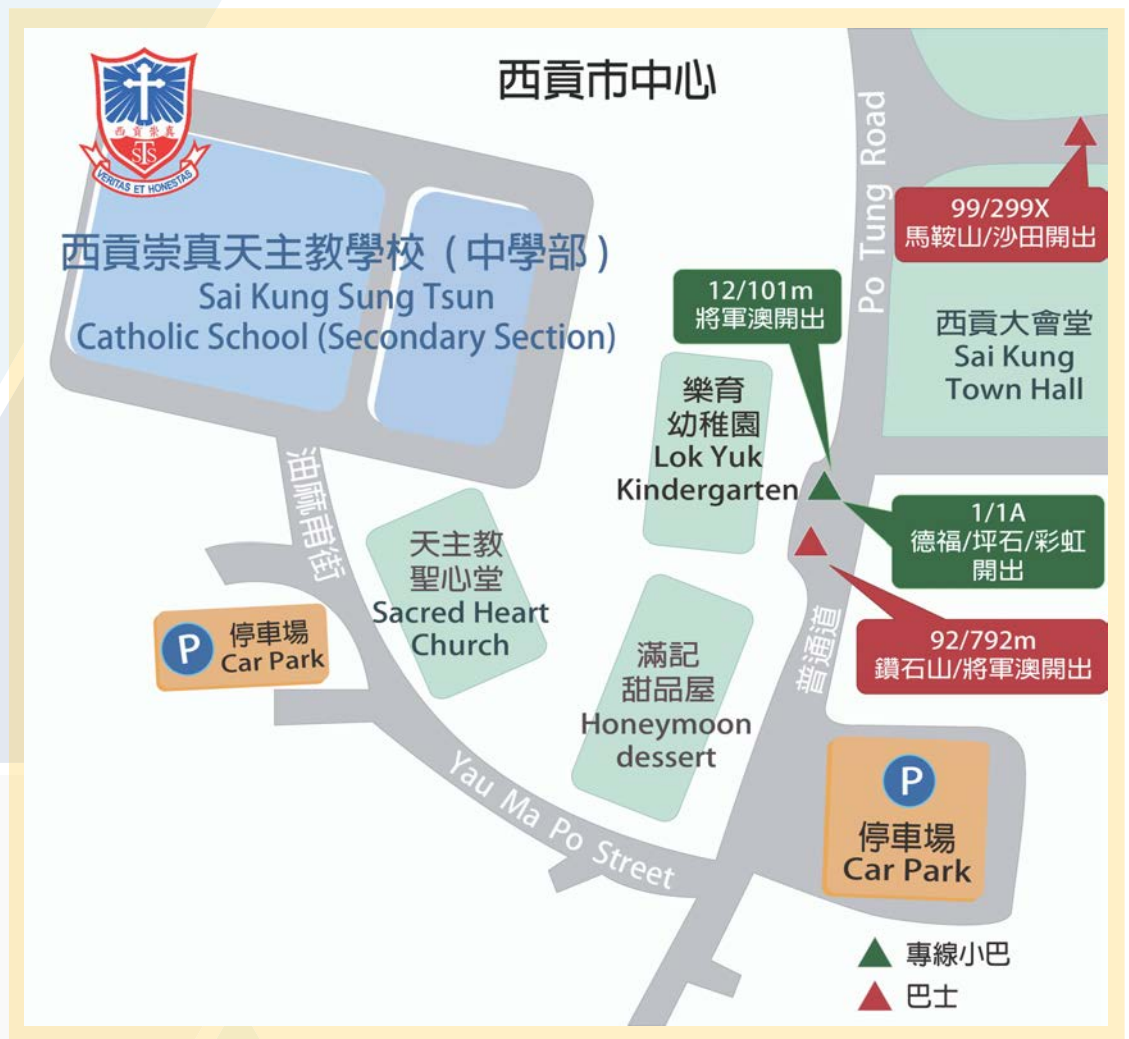 西貢市中心
西貢崇真
STS
VERITAS ET HONESTAS
西貢崇真天主教學校 ( 中學部 )
Sai Kung Sung Tsun
Catholic School (Secondary Section)
Po Tung Road
99/299X
馬鞍山/沙田開出
12/101m
將軍澳開出
西貢大會堂
Sai Kung
Town Hall
樂育
幼稚園
Lok Yuk
Kindergarten
1/1A
德福/坪石/彩虹
開出
油麻甫街
天主教
聖心堂
Sacred Heart
Church
P
停車場
Car Park
92/792m
鑽石山/將軍澳開出
普通道
滿記
甜品屋
Honeymoon
dessert
Yau Ma Po Street
P
停車場
Car Park
專線小巴
巴士